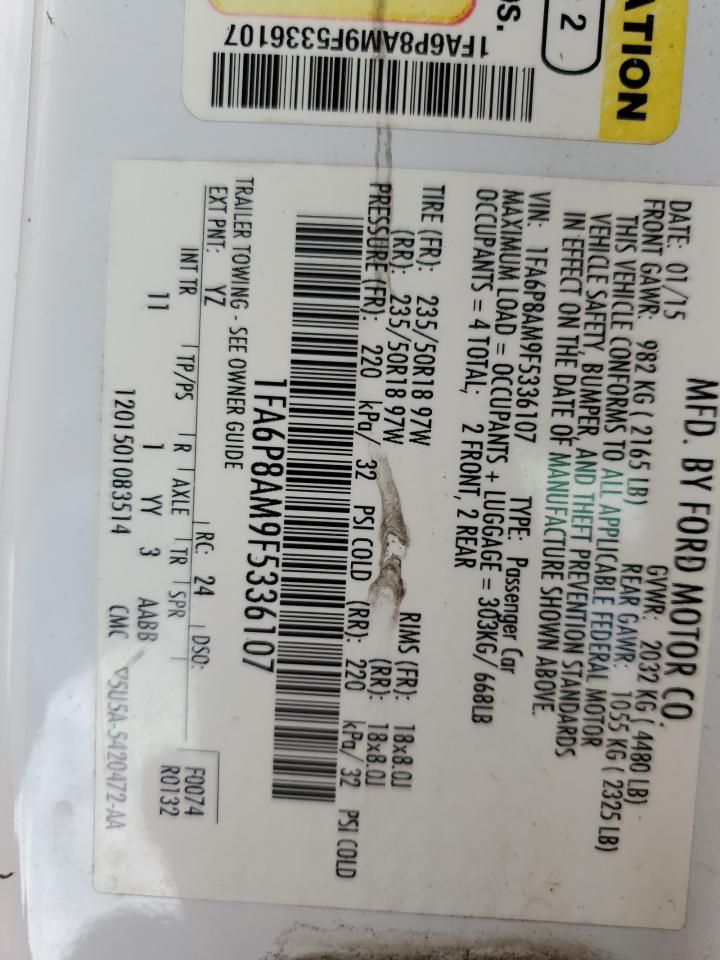 ATION
2
OS.
1FA6P8AM9F5336107
MFD. BY FORD MOTOR CO.
DATE: 01/15 GVWR: 2032 KG ( 4480 LB)
FRONT GAWR: 982 KG ( 2165 LB) REAR GAWR: 1055 KG ( 2325 LB)
THIS VEHICLE CONFORMS TO ALL APPLICABLE FEDERAL MOTOR
VEHICLE SAFETY, BUMPER, AND THEFT PREVENTION STANDARDS
IN EFFECT ON THE DATE OF MANUFACTURE SHOWN ABOVE.
VIN: 1FA6P8AM9F5336107 TYPE: Passenger Car
MAXIMUM LOAD = OCCUPANTS + LUGGAGE = 303KG/ 668LB
OCCUPANTS = 4 TOTAL, 2 FRONT, 2 REAR
TIRE (FR): 235/50R18 97W RIMS (FR): 18x8.0J
(RR): 235/50R18 97W (RR): 18x8.0J
PRESSURE (FR): 220 kPa/ 32 PSI COLD (RR): 220 kPa/ 32 PSI COLD
1FA6P8AM9F5336107
TRAILER TOWING - SEE OWNER GUIDE
EXT PNT: YZ RC: 24 DSO: F0074
INT TR TP/PS R AXLE TR SPR R0132
11 1 YY 3 AABB
1201501083514 CMC 5U5A-5420472-AA